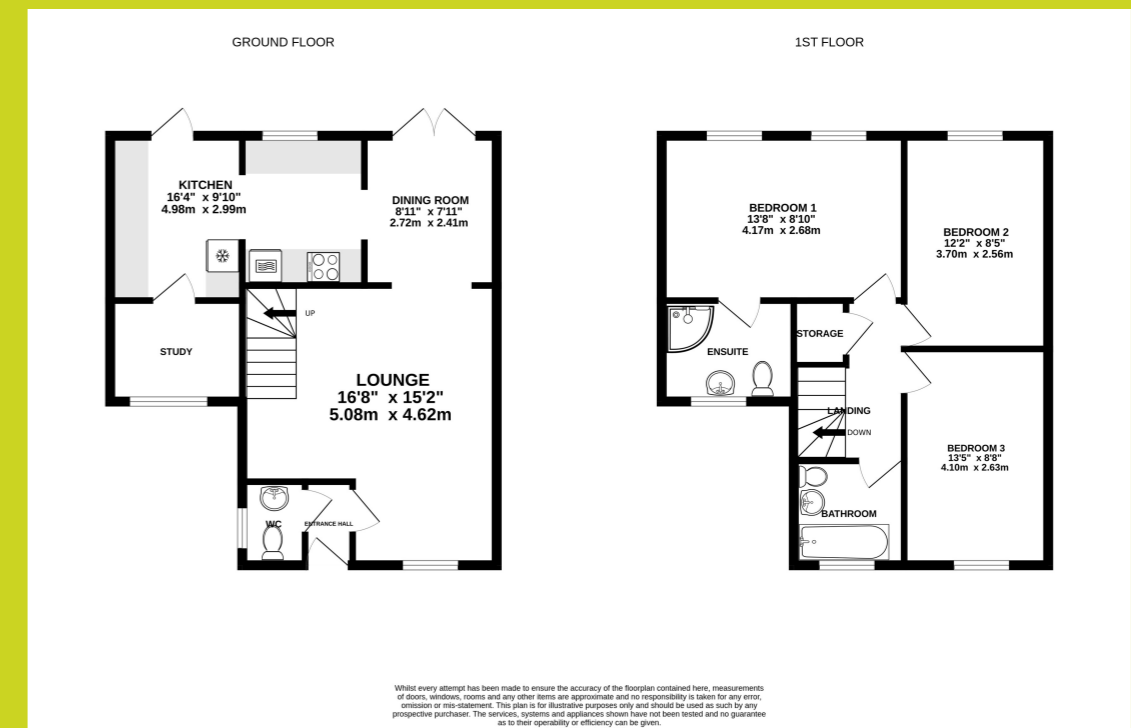 GROUND FLOOR
KITCHEN
16'4" x 9'10"
4.98m x 2.99m
DINING ROOM
8'11" x 7'11"
2.72m x 2.41m
UP
STUDY
LOUNGE
16'8" x 15'2"
5.08m x 4.62m
WC
ENTRANCE HALL
1ST FLOOR
BEDROOM 1
13'8" x 8'10"
4.17m x 2.68m
BEDROOM 2
12'2" x 8'5"
3.70m x 2.56m
STORAGE
ENSUITE
LANDING
DOWN
BEDROOM 3
13'5" x 8'8"
4.10m x 2.63m
BATHROOM
Whilst every attempt has been made to ensure the accuracy of the floorplan contained here, measurements
of doors, windows, rooms and any other items are approximate and no responsibility is taken for any error,
omission or mis-statement. This plan is for illustrative purposes only and should be used as such by any
prospective purchaser. The services, systems and appliances shown have not been tested and no guarantee
as to their operability or efficiency can be given.